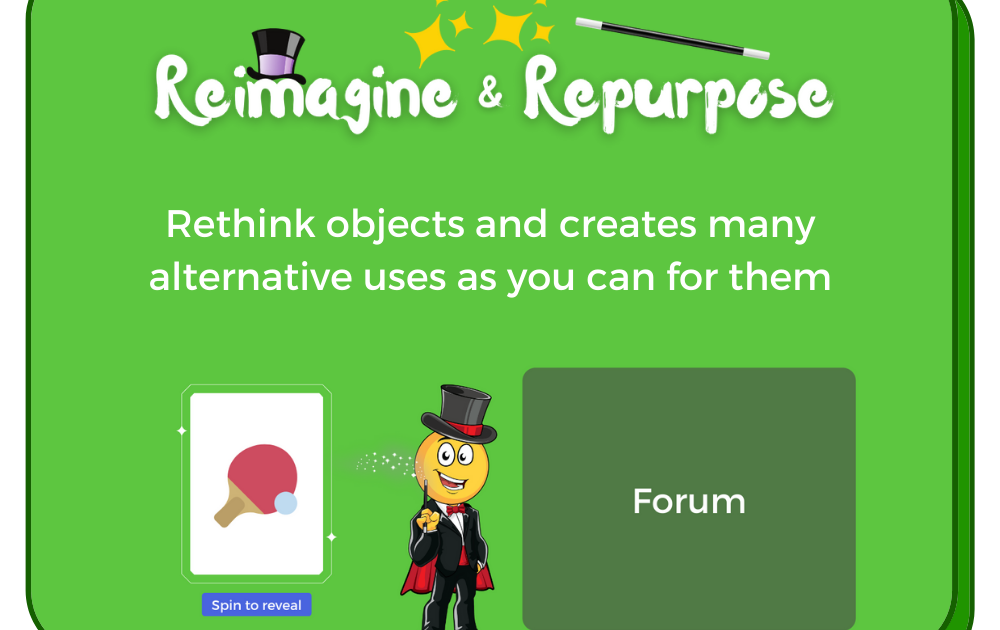 Reimagine & Repurpose
Rethink objects and creates many
alternative uses as you can for them
Forum
Spin to reveal